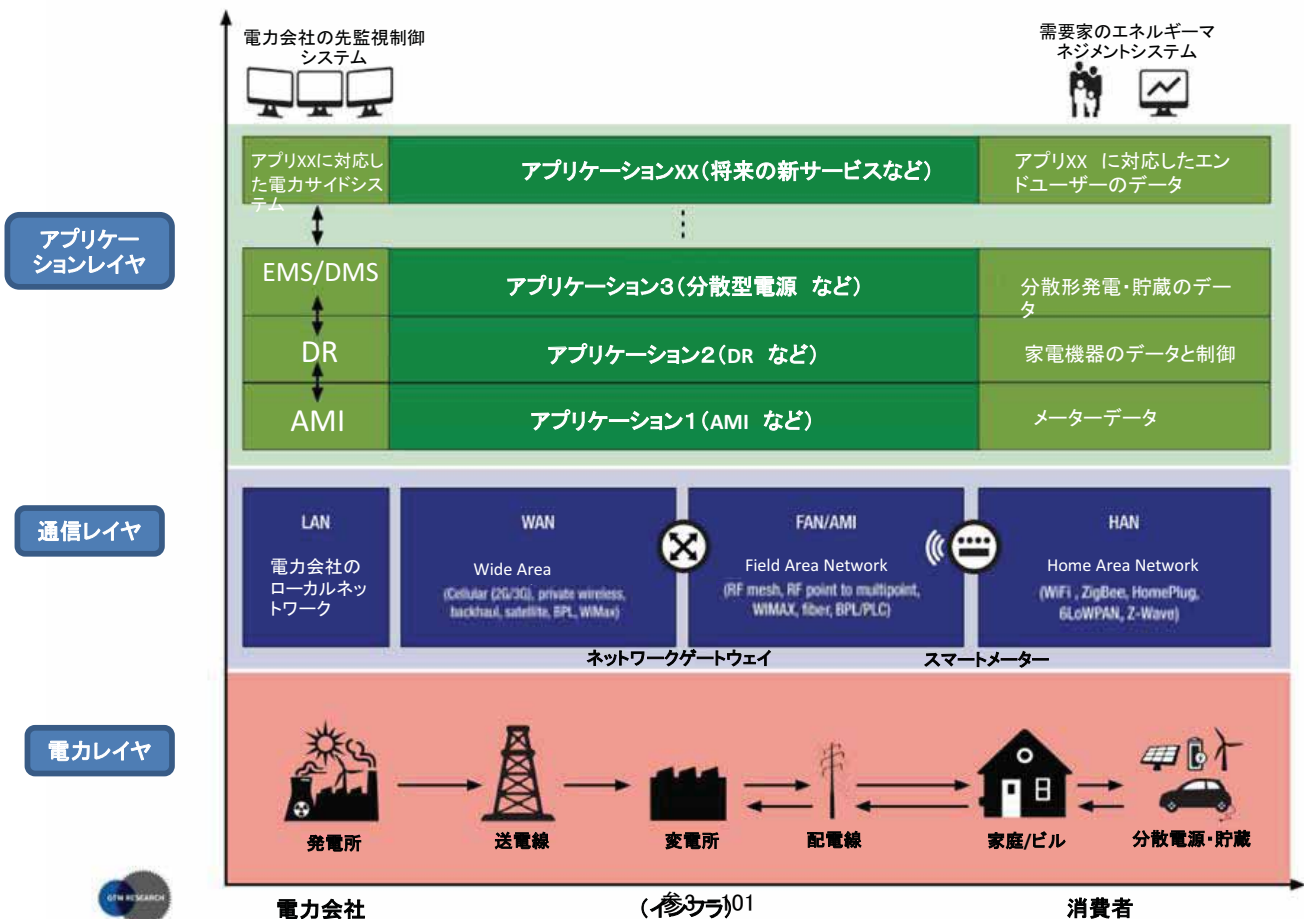 電力会社の先監視制御
システム
需要家のエネルギーマ
ネジメントシステム
アプリケー
ションレイヤ
アプリXXに対応し
た電力サイドシス
テム
アプリケーションXX(将来の新サービスなど)
アプリXX に対応したエン
ドユーザーのデータ
EMS/DMS
アプリケーション3(分散型電源 など)
分散形発電・貯蔵のデー
タ
DR
アプリケーション2(DR など)
家電機器のデータと制御
AMI
アプリケーション1(AMI など)
メーターデータ
通信レイヤ
LAN
電力会社の
ローカルネッ
トワーク
WAN
Wide Area
(Cellular (2G/3G), private wireless,
backhaul, satellite, BPL, WiMax)
FAN/AMI
Field Area Network
(RF mesh, RF point to multipoint,
WIMAX, fiber, BPL/PLC)
HAN
Home Area Network
(WiFi , ZigBee, HomePlug,
6LoWPAN, Z-Wave)
ネットワークゲートウェイ
スマートメーター
電力レイヤ
発電所
送電線
変電所
配電線
家庭/ビル
分散電源・貯蔵
GTM RESEARCH
電力会社
(インフラ)
参3-101
消費者